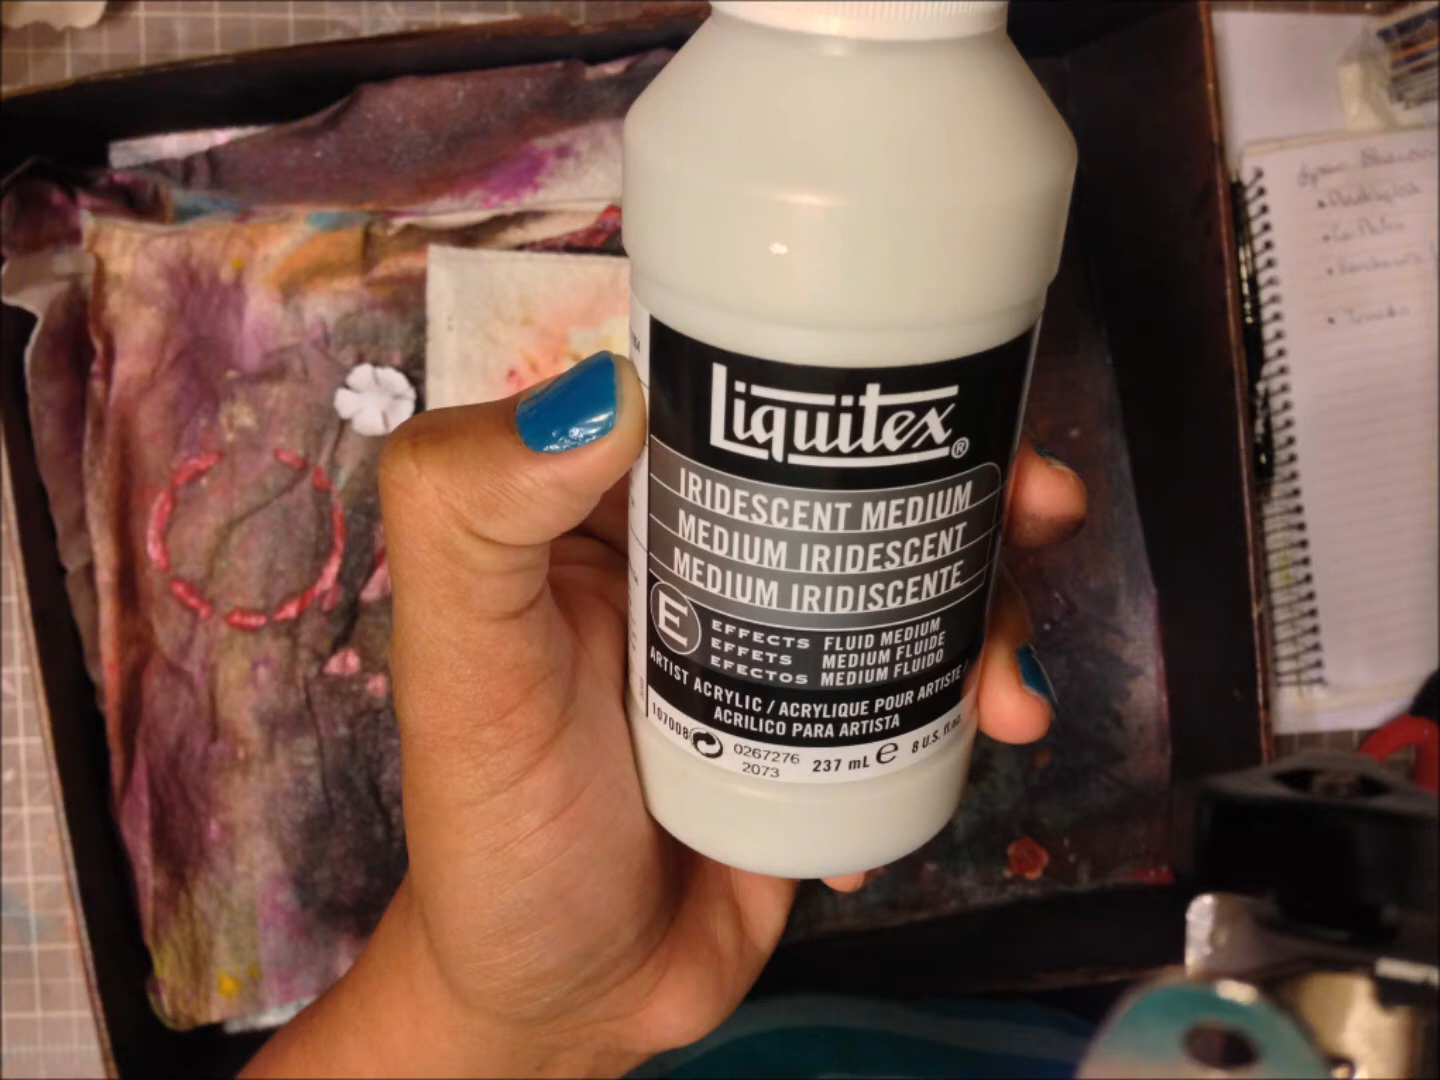 Liquitex®
IRIDESCENT MEDIUM
MEDIUM IRIDESCENT
MEDIUM IRIDISCENTE
E
EFFECTS FLUID MEDIUM
EFFETS MEDIUM FLUIDE
EFECTOS MEDIUM FLUIDO
ARTIST ACRYLIC / ACRYLIQUE POUR ARTISTE /
ACRILICO PARA ARTISTA
107008
0267276
2073
237 mL e 8 U.S. fl.oz.